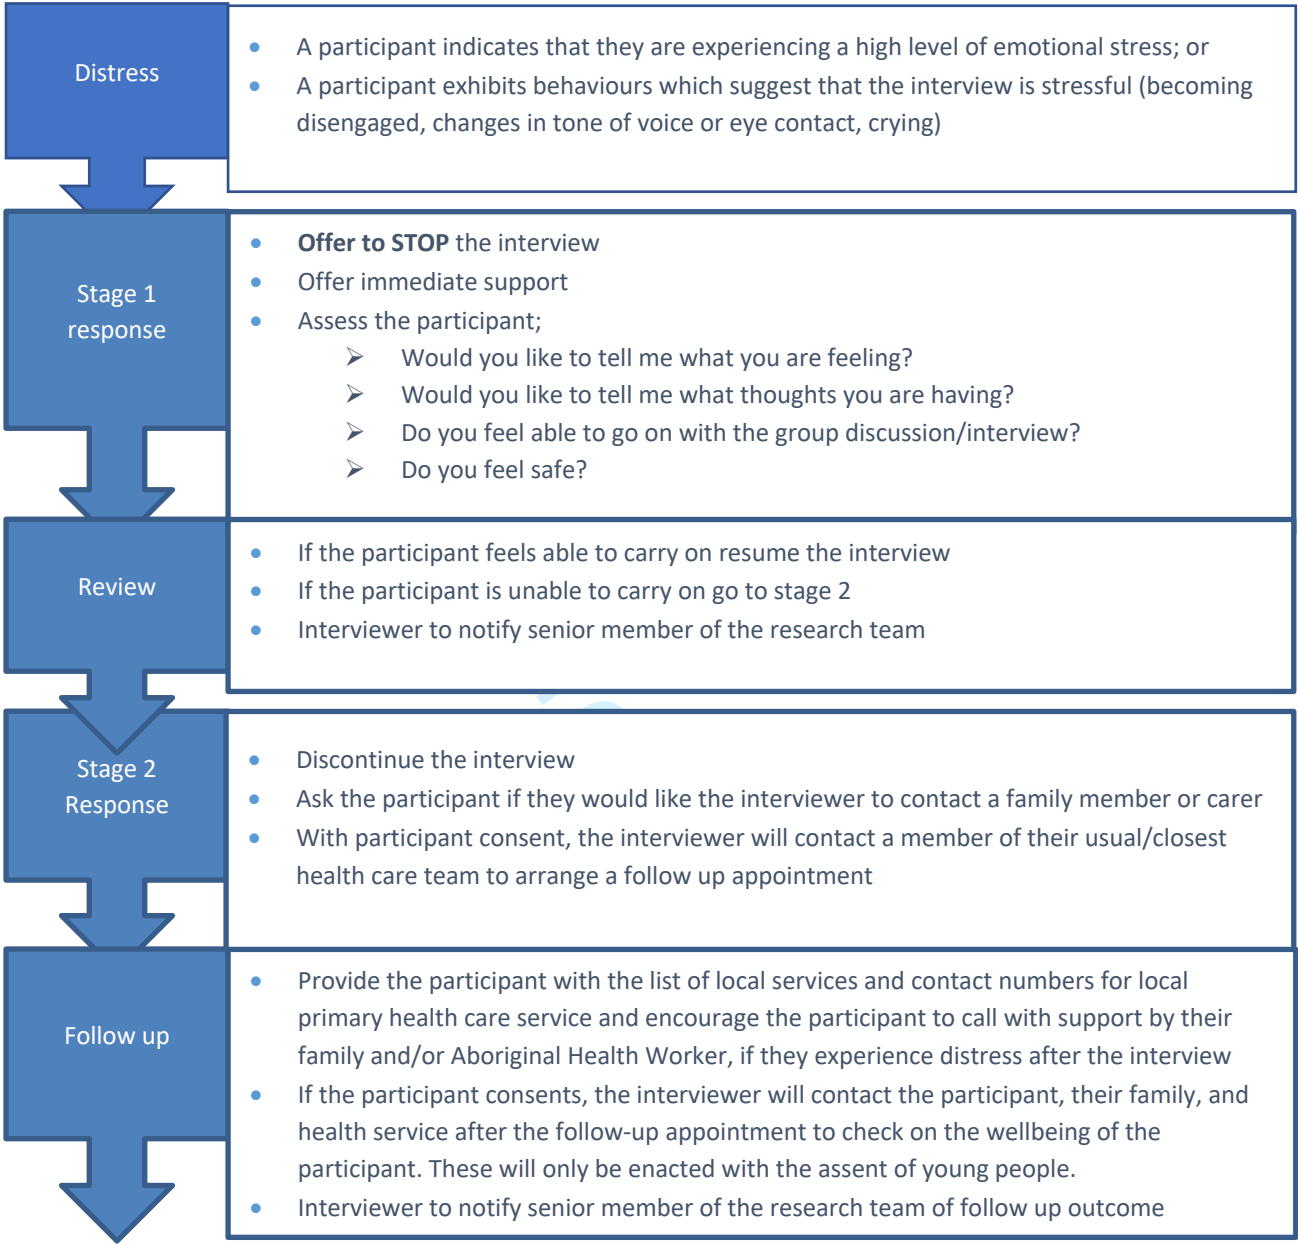 Distress
• A participant indicates that they are experiencing a high level of emotional stress; or
• A participant exhibits behaviours which suggest that the interview is stressful (becoming
disengaged, changes in tone of voice or eye contact, crying)
Stage 1
response
• Offer to STOP the interview
• Offer immediate support
• Assess the participant;
➢ Would you like to tell me what you are feeling?
➢ Would you like to tell me what thoughts you are having?
➢ Do you feel able to go on with the group discussion/interview?
➢ Do you feel safe?
Review
• If the participant feels able to carry on resume the interview
• If the participant is unable to carry on go to stage 2
• Interviewer to notify senior member of the research team
Stage 2
Response
• Discontinue the interview
• Ask the participant if they would like the interviewer to contact a family member or carer
• With participant consent, the interviewer will contact a member of their usual/closest
health care team to arrange a follow up appointment
Follow up
• Provide the participant with the list of local services and contact numbers for local
primary health care service and encourage the participant to call with support by their
family and/or Aboriginal Health Worker, if they experience distress after the interview
• If the participant consents, the interviewer will contact the participant, their family, and
health service after the follow-up appointment to check on the wellbeing of the
participant. These will only be enacted with the assent of young people.
• Interviewer to notify senior member of the research team of follow up outcome